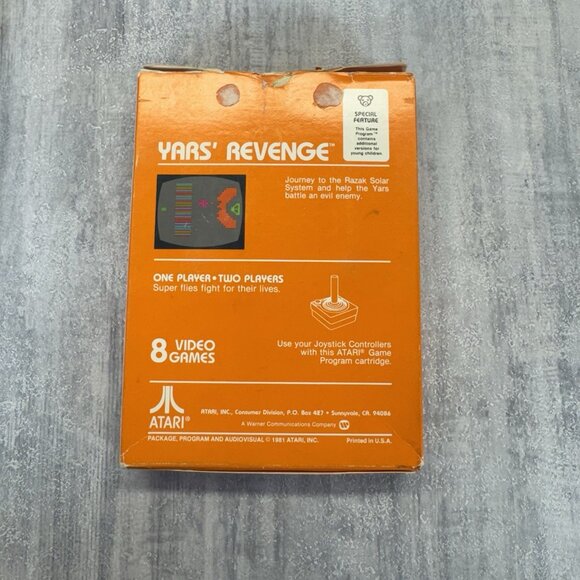 SPECIAL
FEATURE
This Game
Program™
contains
additional
versions for
young children.
YARS' REVENGE™
Journey to the Razak Solar
System and help the Yars
battle an evil enemy.
ONE PLAYER • TWO PLAYERS
Super flies fight for their lives.
8 VIDEO
GAMES
Use your Joystick Controllers
with this ATARI® Game
Program cartridge.
ATARI®
ATARI, INC., Consumer Division, P.O. Box 427 • Sunnyvale, CA 94086
A Warner Communications Company
PACKAGE, PROGRAM AND AUDIOVISUAL © 1981 ATARI, INC.
Printed in U.S.A.